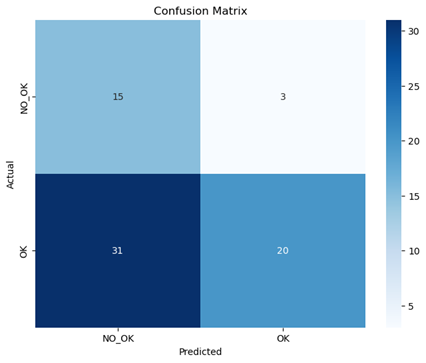 Confusion Matrix
NO_OK
15
3
Actual
OK
31
20
NO_OK
OK
Predicted
30
25
20
15
10
5